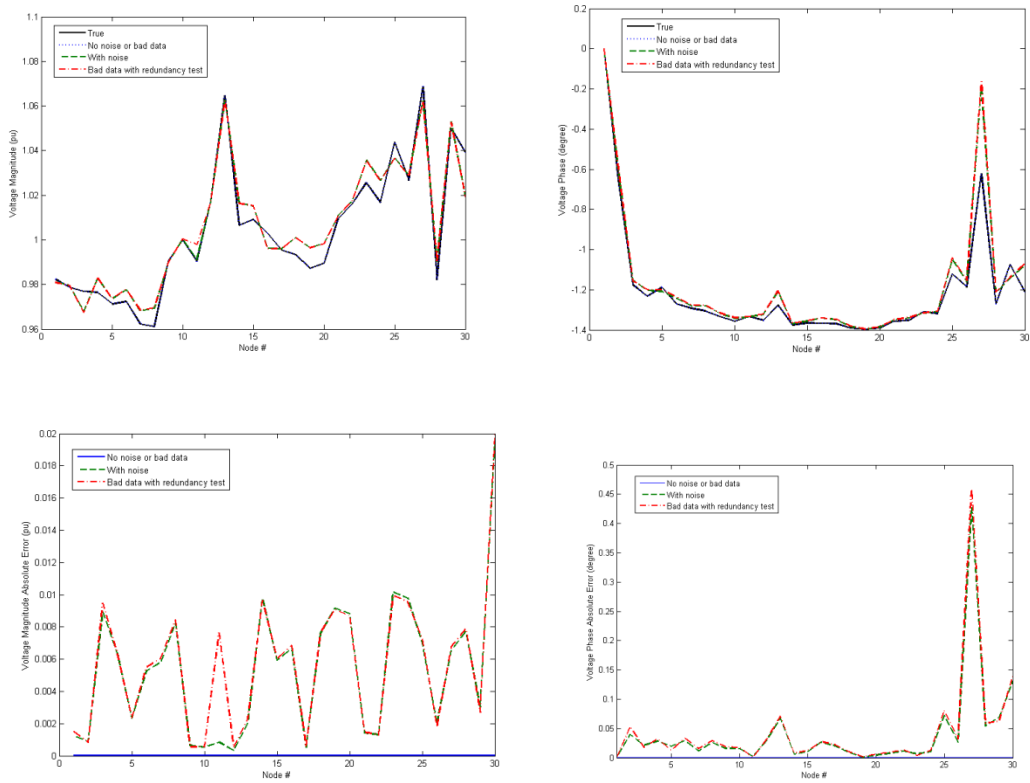 1.1
1.08
1.06
1.04
1.02
1
0.98
0.96
Voltage Magnitude (pu)
True
No noise or bad data
With noise
Bad data with redundancy test
0 5 10 15 20 25 30
Node #
0.2
0
-0.2
-0.4
-0.6
-0.8
-1
-1.2
-1.4
Voltage Phase (degree)
True
No noise or bad data
With noise
Bad data with redundancy test
0 5 10 15 20 25 30
Node #
0.02
0.018
0.016
0.014
0.012
0.01
0.008
0.006
0.004
0.002
0
Voltage Magnitude Absolute Error (pu)
No noise or bad data
With noise
Bad data with redundancy test
0 5 10 15 20 25 30
Node #
0.5
0.45
0.4
0.35
0.3
0.25
0.2
0.15
0.1
0.05
0
Voltage Phase Absolute Error (degree)
No noise or bad data
With noise
Bad data with redundancy test
5 10 15 20 25 30
Node #